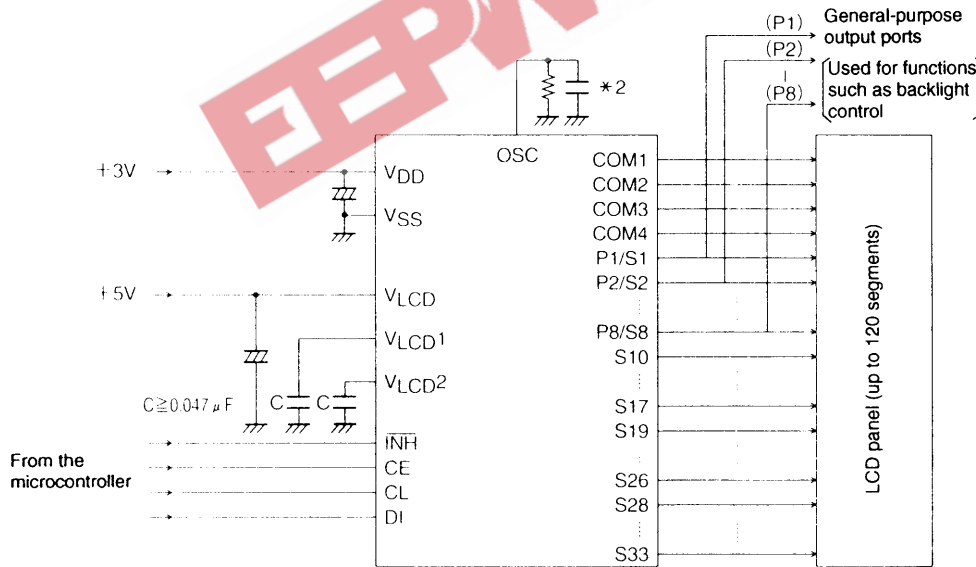 EEPW
(P1)
General-purpose
output ports
(P2)
(P8)
Used for functions
such as backlight
control
*2
OSC
+3V
VDD
VSS
+5V
VLCD
VLCD1
VLCD2
C≧0.047μF
C
C
From the
microcontroller
INH
CE
CL
DI
COM1
COM2
COM3
COM4
P1/S1
P2/S2
P8/S8
S10
S17
S19
S26
S28
S33
LCD panel (up to 120 segments)